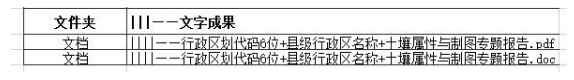 文件夹 |||——文字成果
文档 ||||——行政区划代码6位+县级行政区名称+土壤属性与制图专题报告.pdf
文档 ||||——行政区划代码6位+县级行政区名称+土壤属性与制图专题报告.doc